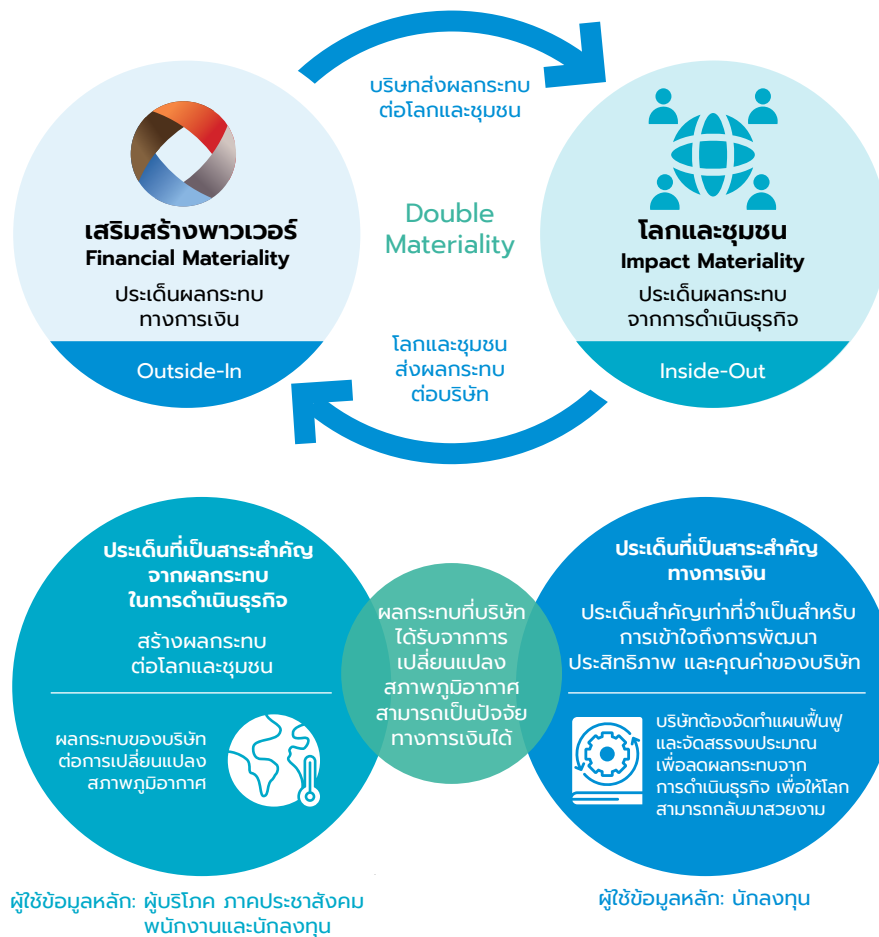 บริษทส่งผลกระทบ
ต่อโลกและชุมชน
เสริมสร้างพาวเวอร์
Financial Materiality
ประเด็นผลกระทบ
ทางการเงิน
Outside-In
Double
Materiality
โลกและชุมชน
Impact Materiality
ประเด็นผลกระทบ
จากการดำเนินธุรกิจ
Inside-Out
โลกและชุมชน
ส่งผลกระทบ
ต่อบริษัท
ประเด็นที่เป็นสาระสำคัญ
จากผลกระทบ
ในการดำเนินธุรกิจ
สร้างผลกระทบ
ต่อโลกและชุมชน
ผลกระทบของบริษัท
ต่อการเปลี่ยนแปลง
สภาพภูมิอากาศ
ผลกระทบที่บริษัท
ได้รับจากการ
เปลี่ยนแปลง
สภาพภูมิอากาศ
สามารถเป็นปัจจัย
ทางการเงินได้
ประเด็นที่เป็นสาระสำคัญ
ทางการเงิน
ประเด็นสำคัญเท่าที่จำเป็นสำหรับ
การเข้าใจถึงการพัฒนา
ประสิทธิภาพ และคุณค่าของบริษัท
บริษัทต้องจัดทำแผนฟื้นฟู
และจัดสรรงบประมาณ
เพื่อลดผลกระทบจาก
การดำเนินธุรกิจ เพื่อให้โลก
สามารถกลับมาสวยงาม
ผู้ใช้ข้อมูลหลัก: ผู้บริโภค ภาคประชาสังคม
พนักงานและนักลงทุน
ผู้ใช้ข้อมูลหลัก: นักลงทุน